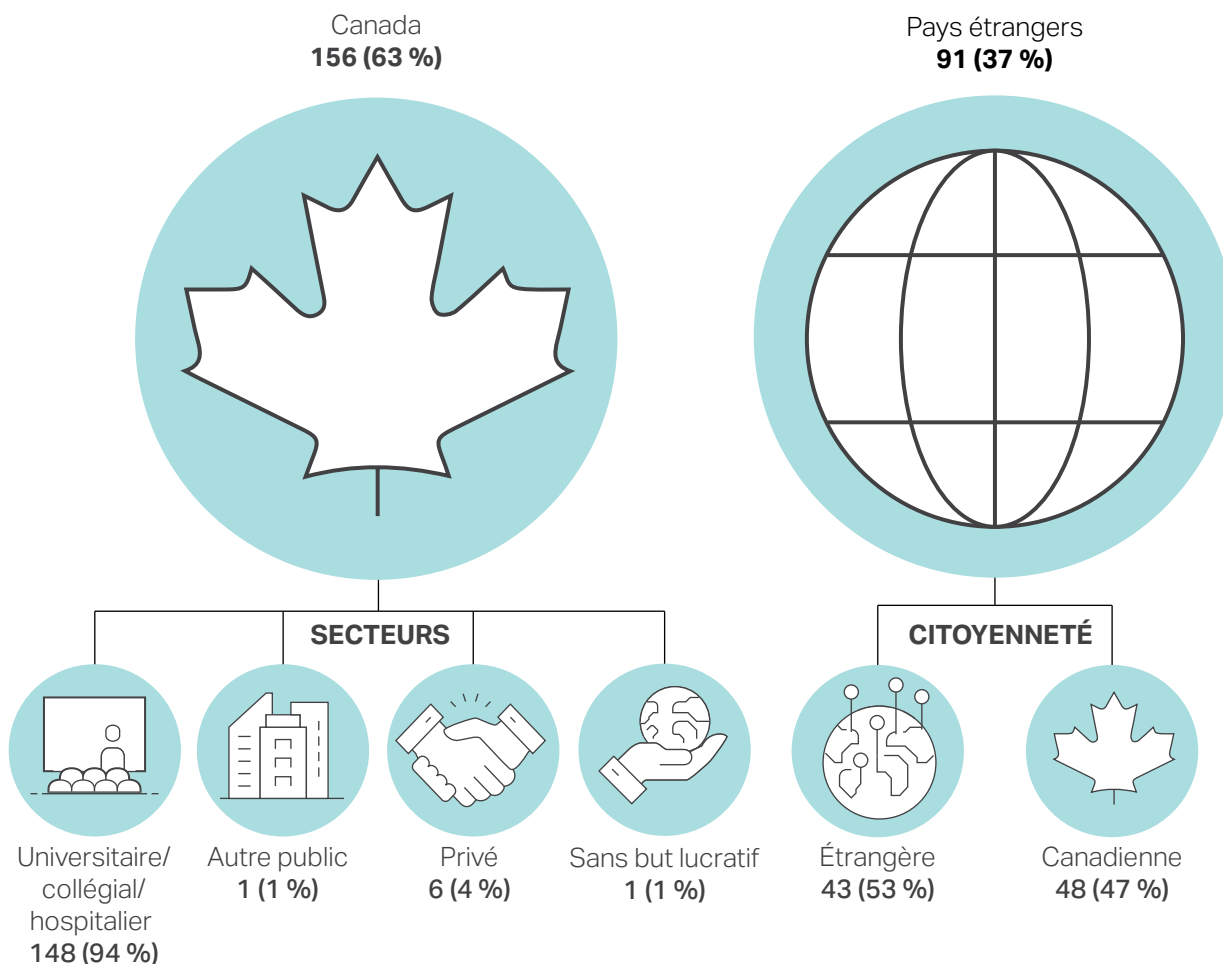 Canada
156 (63 %)
Pays étrangers
91 (37 %)
SECTEURS
Universitaire/
collégial/
hospitalier
148 (94 %)
Autre public
1 (1 %)
Privé
6 (4 %)
Sans but lucratif
1 (1 %)
CITOYENNETÉ
Étrangère
43 (53 %)
Canadienne
48 (47 %)